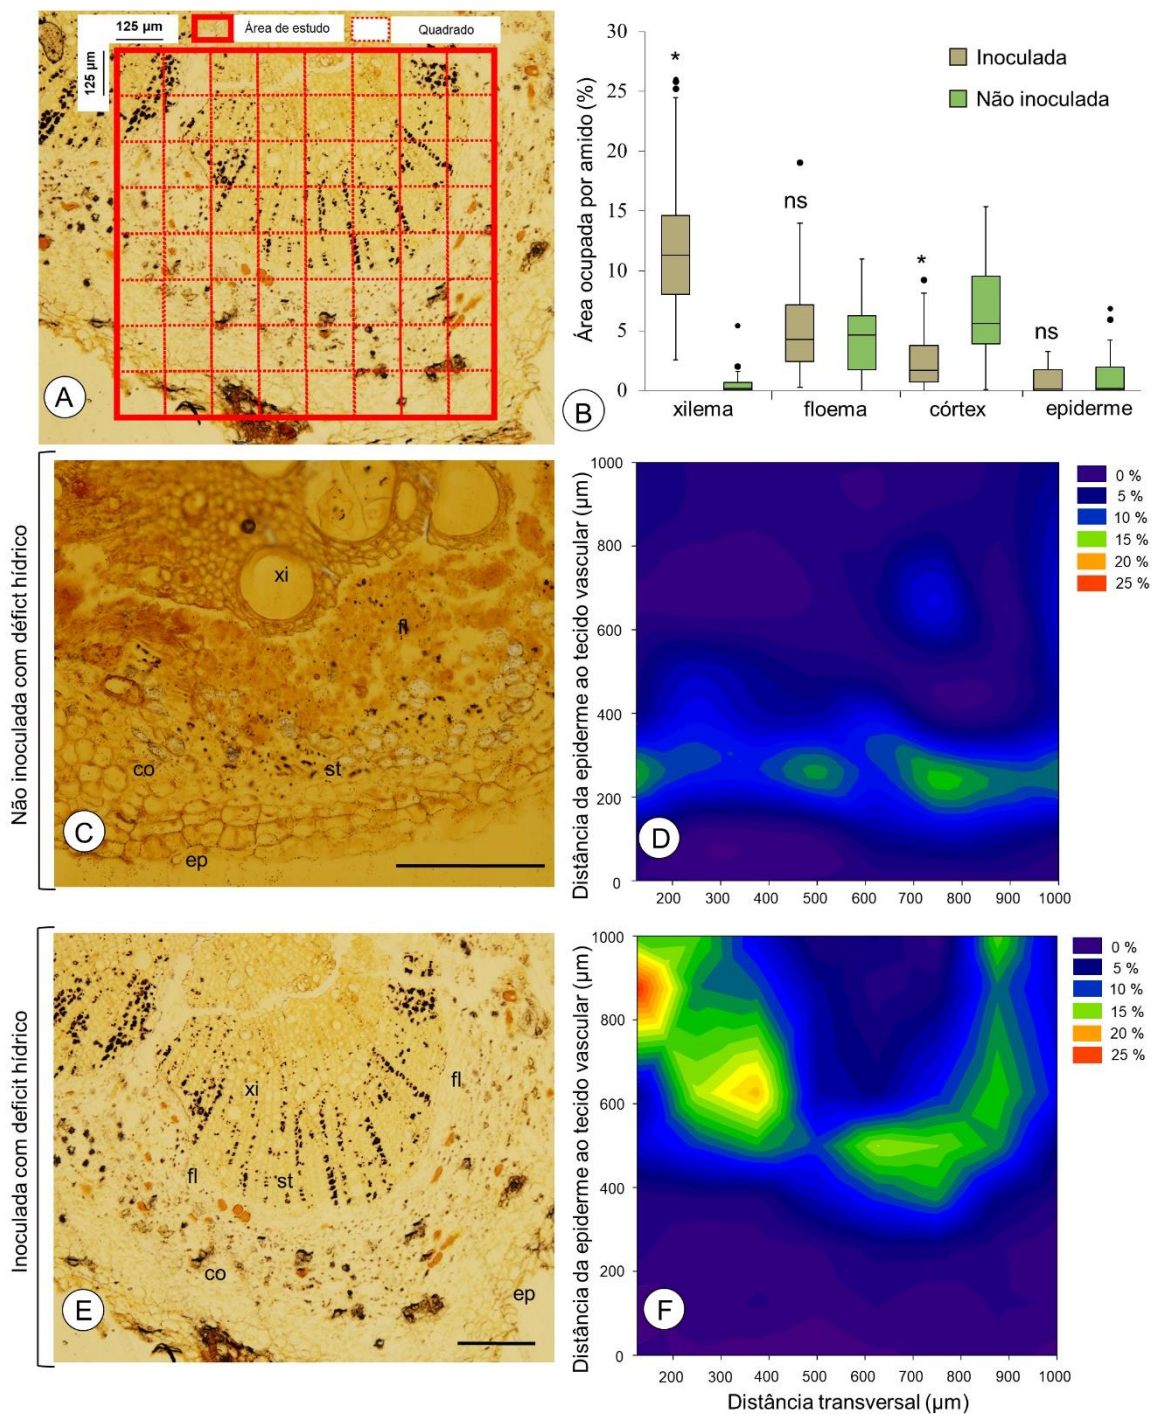 125 µm
Área de estudo
Quadrado
125 µm
A
Área ocupada por amido (%)
30
25
20
15
10
5
0
*
ns
*
ns
Inoculada
Não inoculada
xilema
floema
córtex
epiderme
B
Não inoculada com défict hídrico
xi
fl
co
st
ep
C
Distância da epiderme ao tecido vascular (µm)
1000
800
600
400
200
0
200 300 400 500 600 700 800 900 1000
0 %
5 %
10 %
15 %
20 %
25 %
D
Inoculada com deficit hídrico
xi
fl
fl
st
co
ep
E
Distância da epiderme ao tecido vascular (µm)
1000
800
600
400
200
0
200 300 400 500 600 700 800 900 1000
Distância transversal (µm)
0 %
5 %
10 %
15 %
20 %
25 %
F